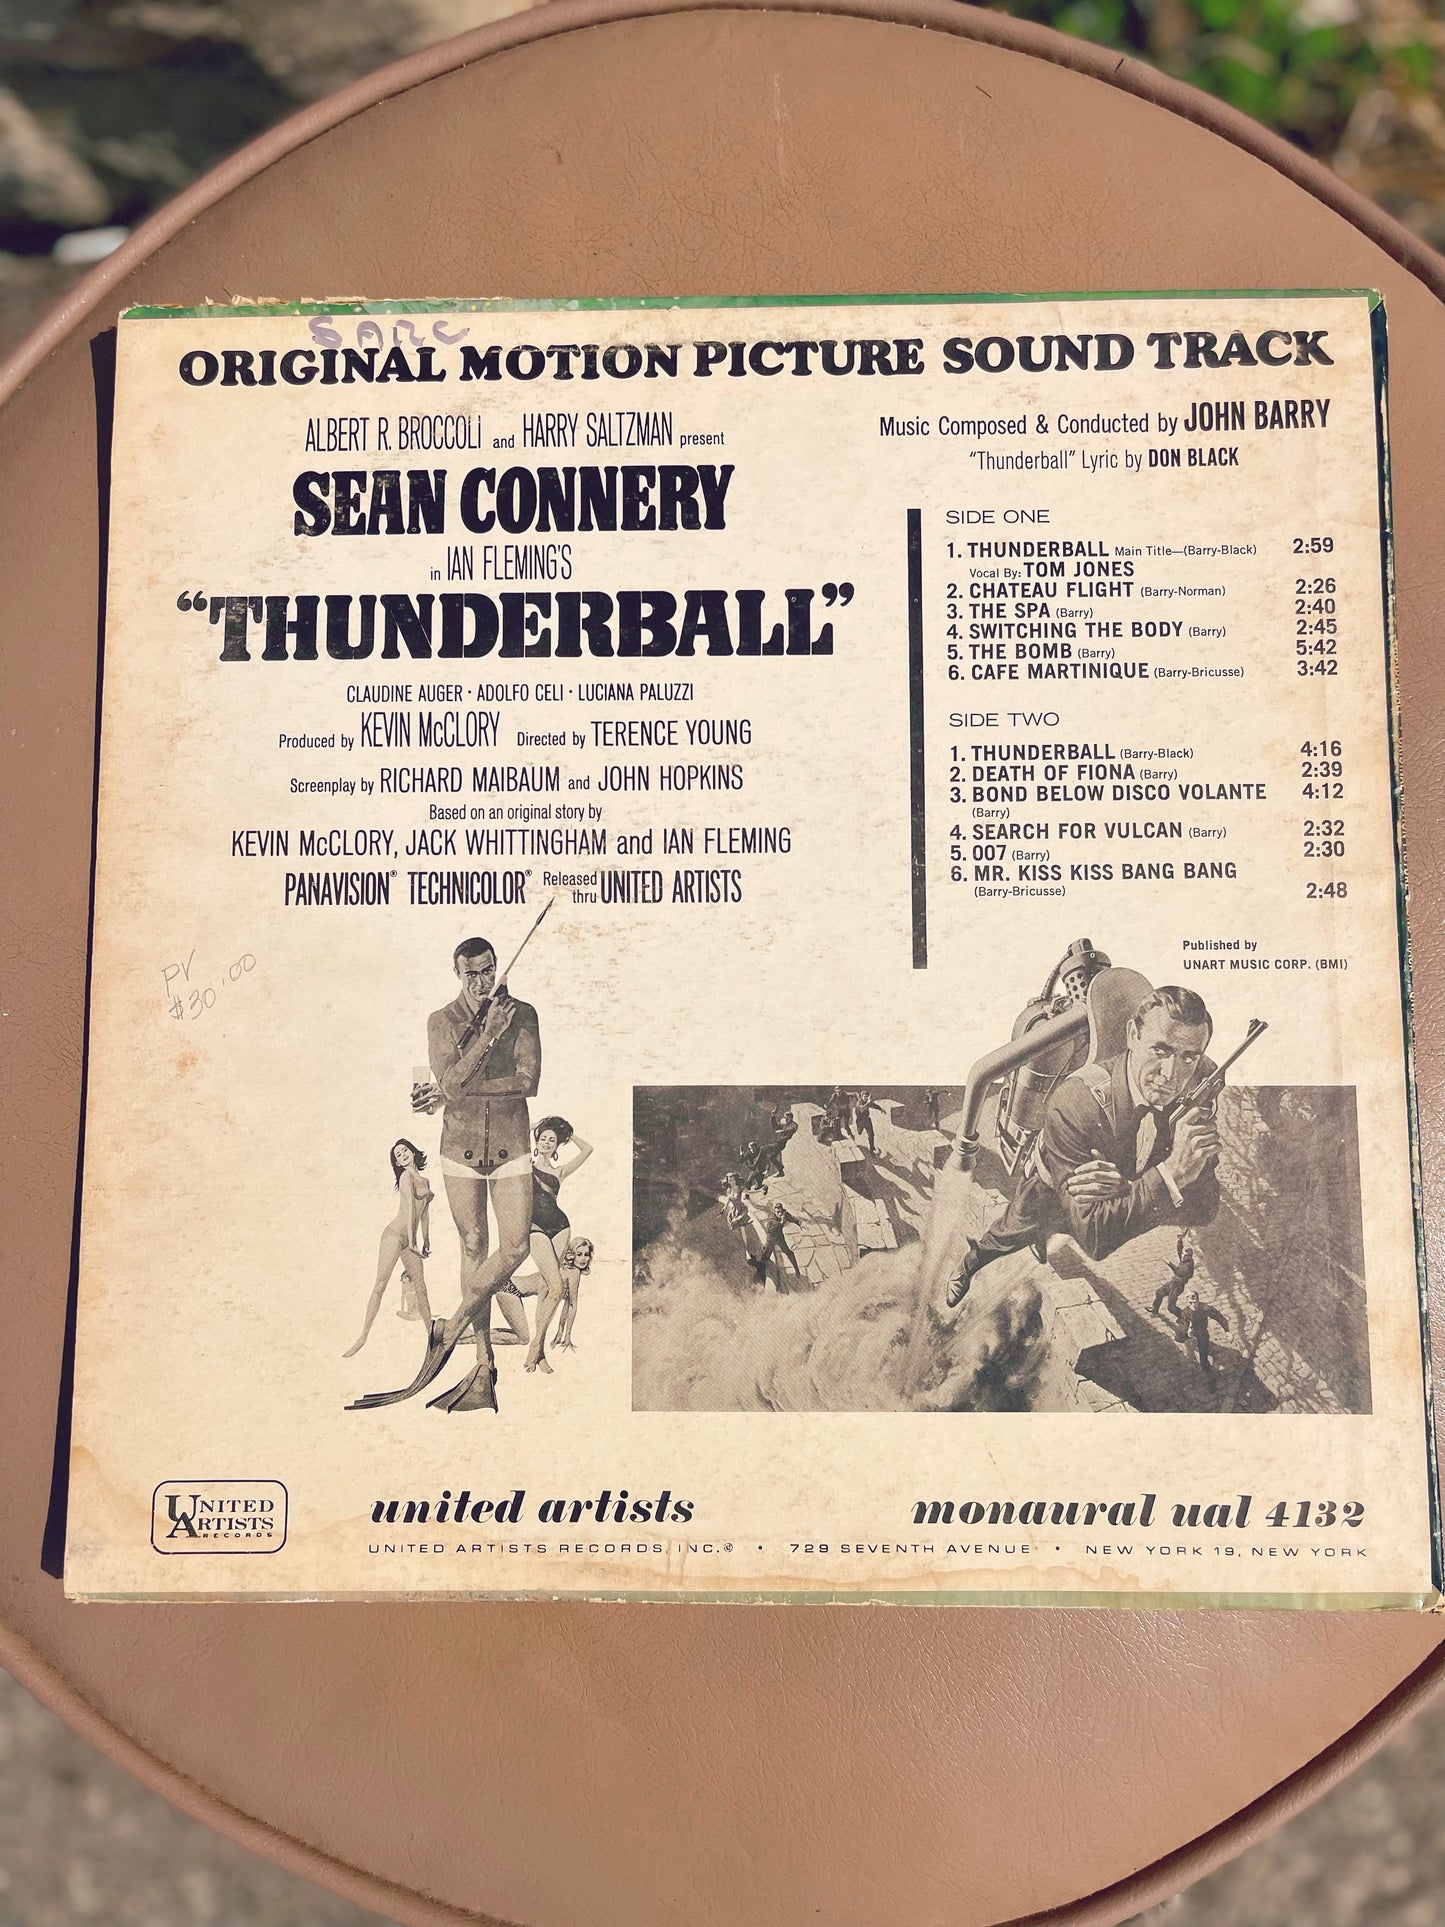 SARC
ORIGINAL MOTION PICTURE SOUND TRACK
ALBERT R. BROCCOLI and HARRY SALTZMAN present
SEAN CONNERY
in IAN FLEMING'S
"THUNDERBALL"
CLAUDINE AUGER · ADOLFO CELI · LUCIANA PALUZZI
Produced by KEVIN McCLORY Directed by TERENCE YOUNG
Screenplay by RICHARD MAIBAUM and JOHN HOPKINS
Based on an original story by
KEVIN McCLORY, JACK WHITTINGHAM and IAN FLEMING
PANAVISION® TECHNICOLOR® Released thru UNITED ARTISTS
Music Composed & Conducted by JOHN BARRY
"Thunderball" Lyric by DON BLACK
SIDE ONE
1. THUNDERBALL Main Title—(Barry-Black) 2:59
Vocal By: TOM JONES
2. CHATEAU FLIGHT (Barry-Norman) 2:26
3. THE SPA (Barry) 2:40
4. SWITCHING THE BODY (Barry) 2:45
5. THE BOMB (Barry) 5:42
6. CAFE MARTINIQUE (Barry-Bricusse) 3:42
SIDE TWO
1. THUNDERBALL (Barry-Black) 4:16
2. DEATH OF FIONA (Barry) 2:39
3. BOND BELOW DISCO VOLANTE 4:12
(Barry)
4. SEARCH FOR VULCAN (Barry) 2:32
5. 007 (Barry) 2:30
6. MR. KISS KISS BANG BANG
(Barry-Bricusse) 2:48
Published by
UNART MUSIC CORP. (BMI)
PV
$30.00
UNITED
ARTISTS
RECORDS
united artists
monaural ual 4132
UNITED ARTISTS RECORDS, INC.® • 729 SEVENTH AVENUE • NEW YORK 19, NEW YORK